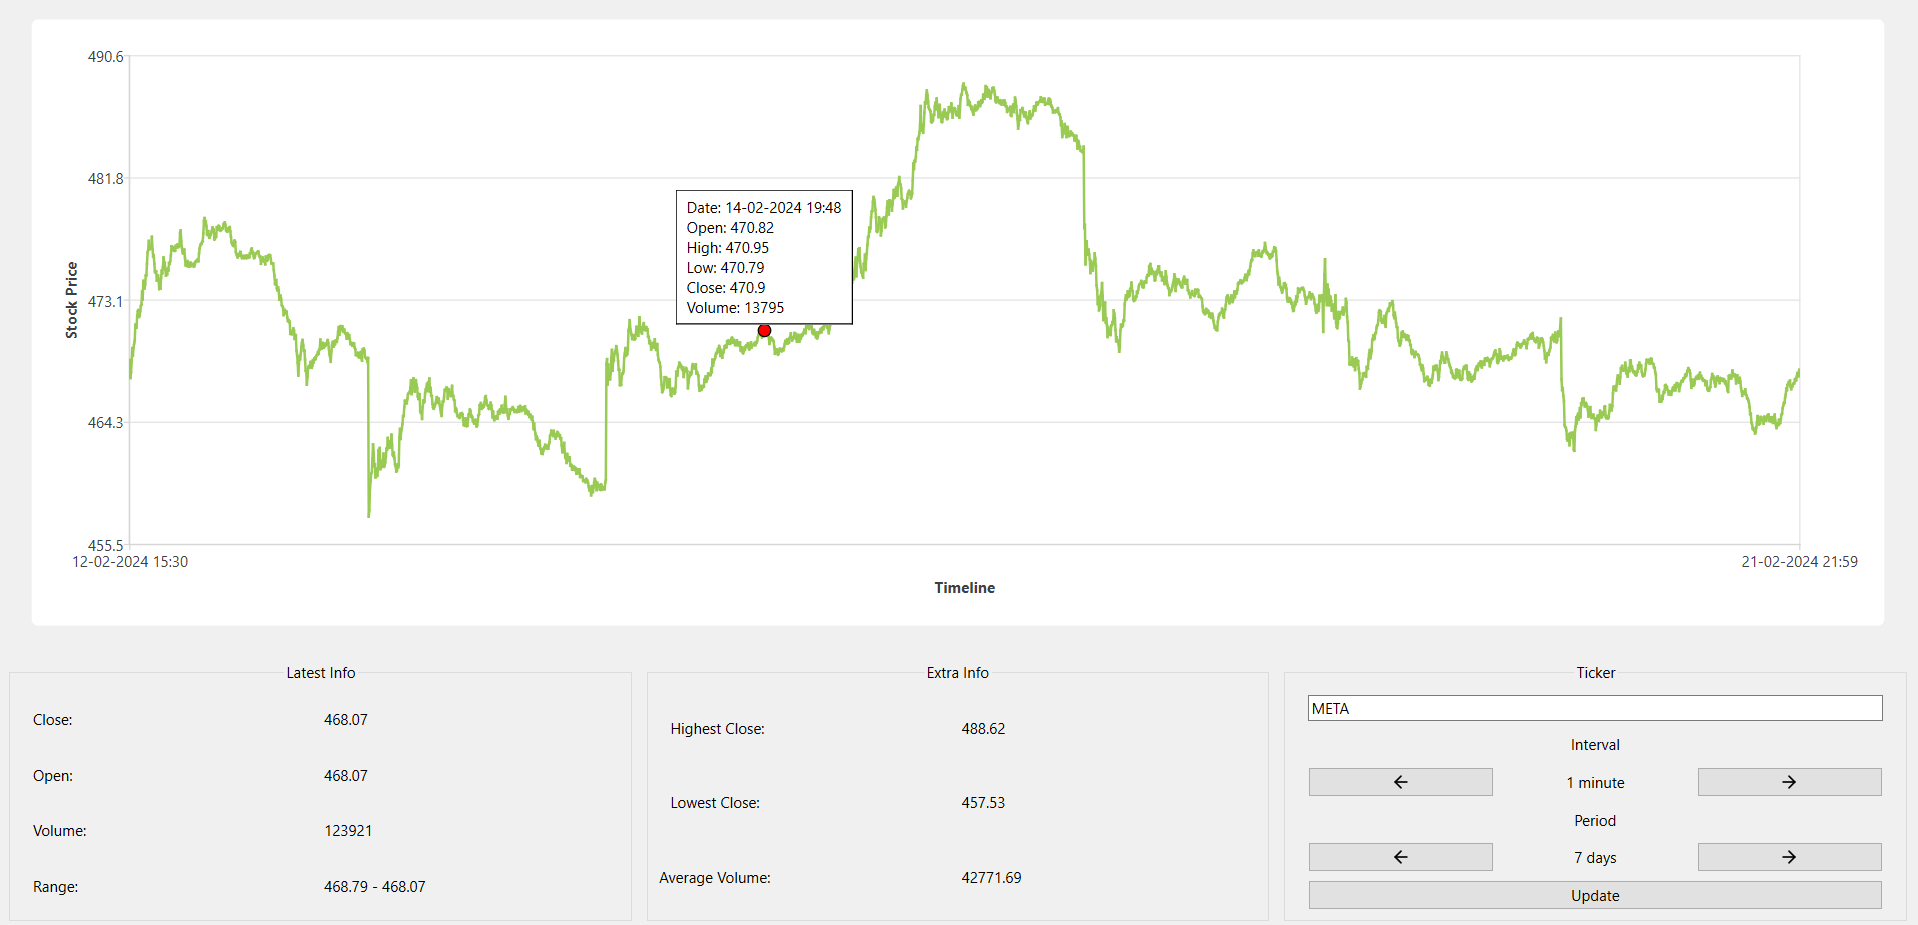 490.6
481.8
473.1
464.3
455.5
Stock Price
Date: 14-02-2024 19:48
Open: 470.82
High: 470.95
Low: 470.79
Close: 470.9
Volume: 13795
12-02-2024 15:30
21-02-2024 21:59
Timeline
Latest Info
Close: 468.07
Open: 468.07
Volume: 123921
Range: 468.79 - 468.07
Extra Info
Highest Close: 488.62
Lowest Close: 457.53
Average Volume: 42771.69
Ticker
META
Interval
← 1 minute →
Period
← 7 days →
Update